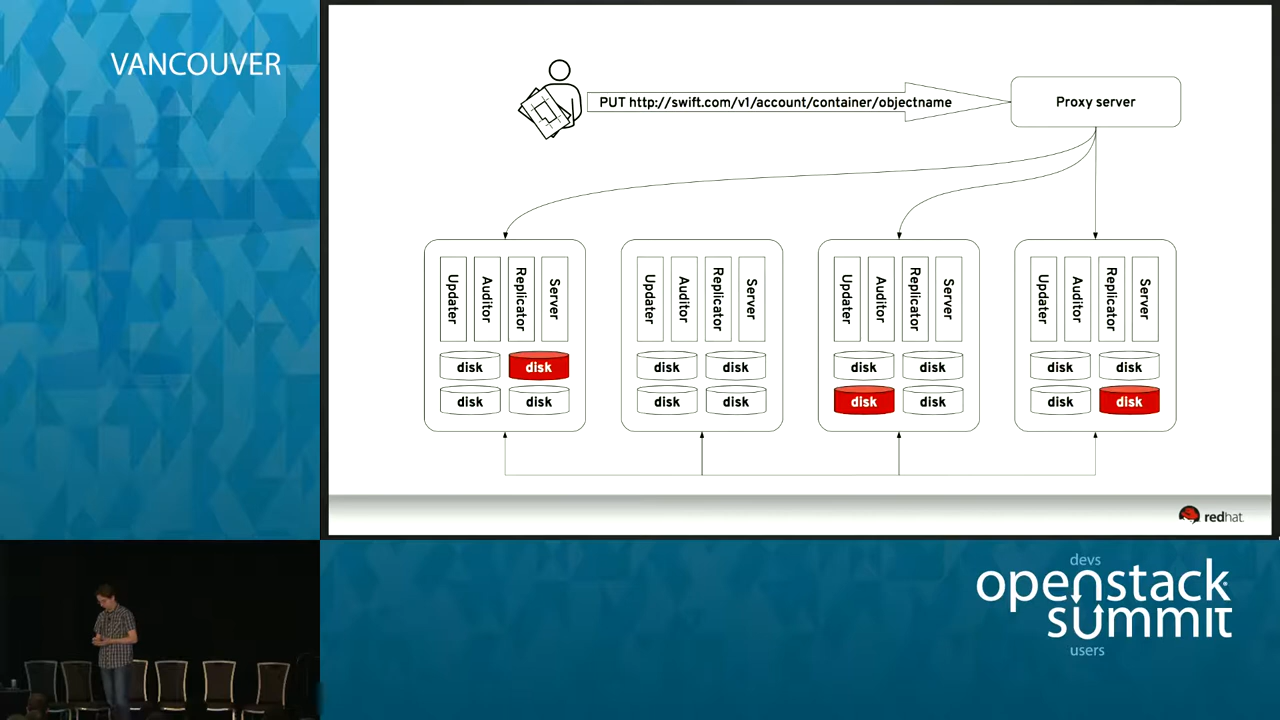 VANCOUVER
PUT http://swift.com/v1/account/container/objectname
Proxy server
Updater
Auditor
Replicator
Server
disk
disk
disk
disk
Updater
Auditor
Replicator
Server
disk
disk
disk
disk
Updater
Auditor
Replicator
Server
disk
disk
disk
disk
Updater
Auditor
Replicator
Server
disk
disk
disk
disk
redhat.
devs
openstack
summit
users